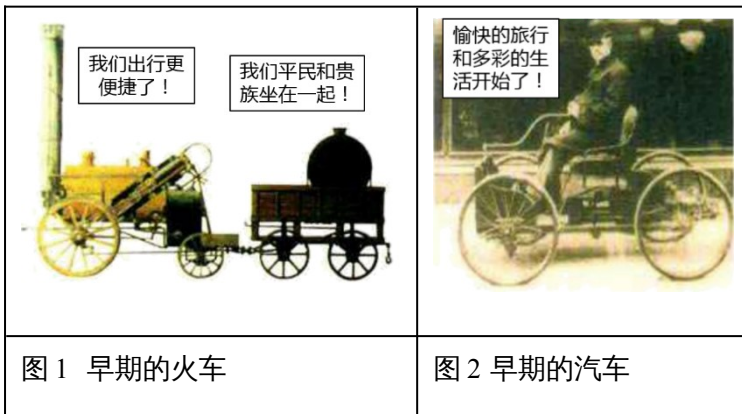 我们出行更
便捷了！
我们平民和贵
族坐在一起！
愉快的旅行
和多彩的生
活开始了！
图 1 早期的火车
图 2 早期的汽车